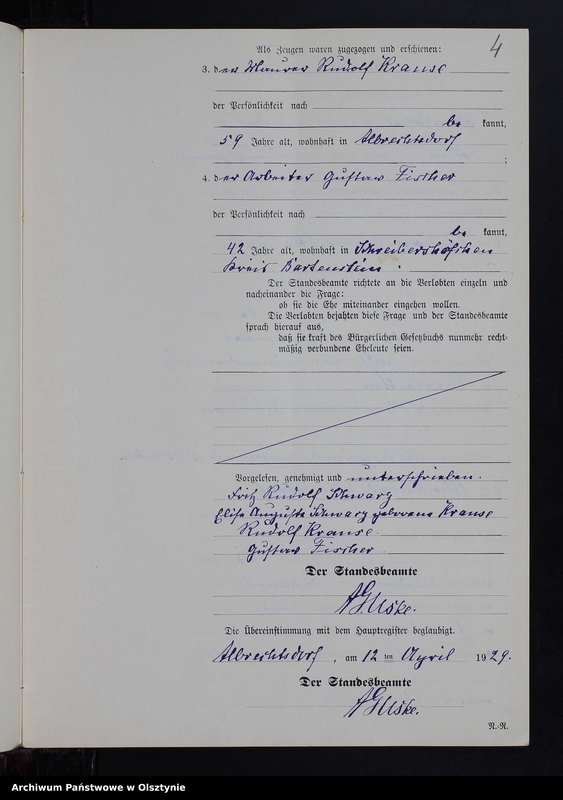 4
Als Zeugen waren zugezogen und erschienen:
3. der Maurer Rudolf Krause
der Persönlichkeit nach
be kannt,
59 Jahre alt, wohnhaft in Albrechtsdorf
;
4. der Arbeiter Gustav Fischer
der Persönlichkeit nach
be kannt,
42 Jahre alt, wohnhaft in Schreibershöfchen
Kreis Bartenstein.
Der Standesbeamte richtete an die Verlobten einzeln und
nacheinander die Frage:
ob sie die Ehe miteinander eingehen wollen.
Die Verlobten bejahten diese Frage und der Standesbeamte
sprach hierauf aus,
daß sie kraft des Bürgerlichen Gesetzbuchs nunmehr recht-
mäßig verbundene Eheleute seien.
Vorgelesen, genehmigt und unterschrieben.
Fritz Rudolf Schwarz
Elise Auguste Schwarz geborene Krause
Rudolf Krause
Gustav Fischer
Der Standesbeamte
Die Übereinstimmung mit dem Hauptregister beglaubigt.
Albrechtsdorf, am 12 ten April 1929.
Der Standesbeamte
N.-R.
Archiwum Państwowe w Olsztynie